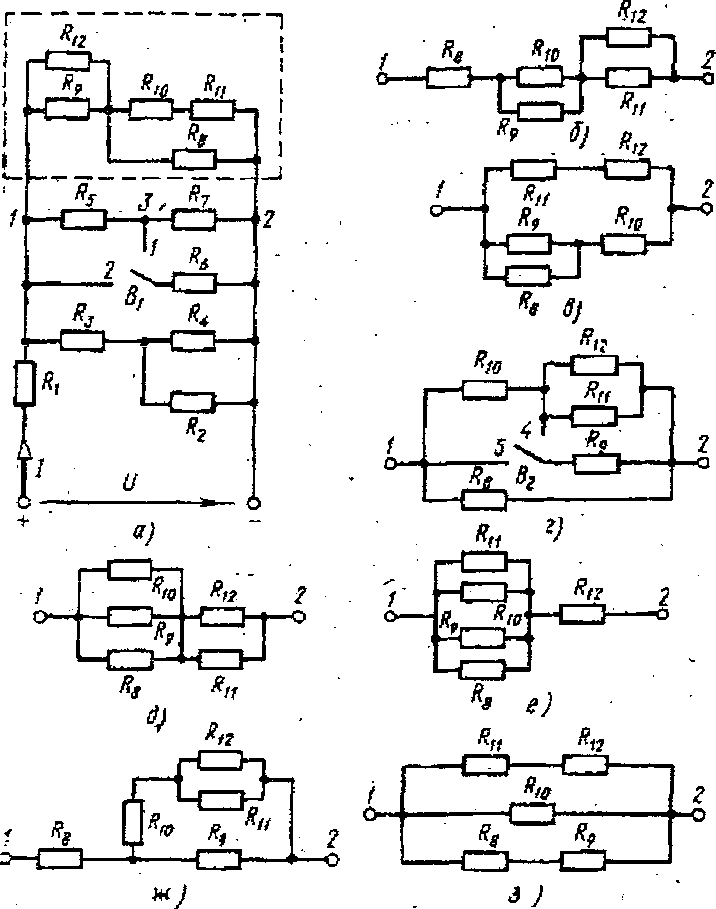 R12
R9 R10 R11
R8
1 R5 3 R7 2
1
2 B1 R6
R3 R4
R1
R2
I U
+ −
а)
R12
1 R8 R10 2
R9 R11
б)
R12
1 R11 2
R9 R10
R8
в)
R12
R10
R11
4
1 5 R9 2
B2
R8
г)
1 R10 R12 2
R9
R8 R11
д)
R11
1 R12 2
R9 R10
R8
е)
R12
R10 R11
1 R8 R9 2
ж)
R11 R12
1 R10 2
R8 R9
з)